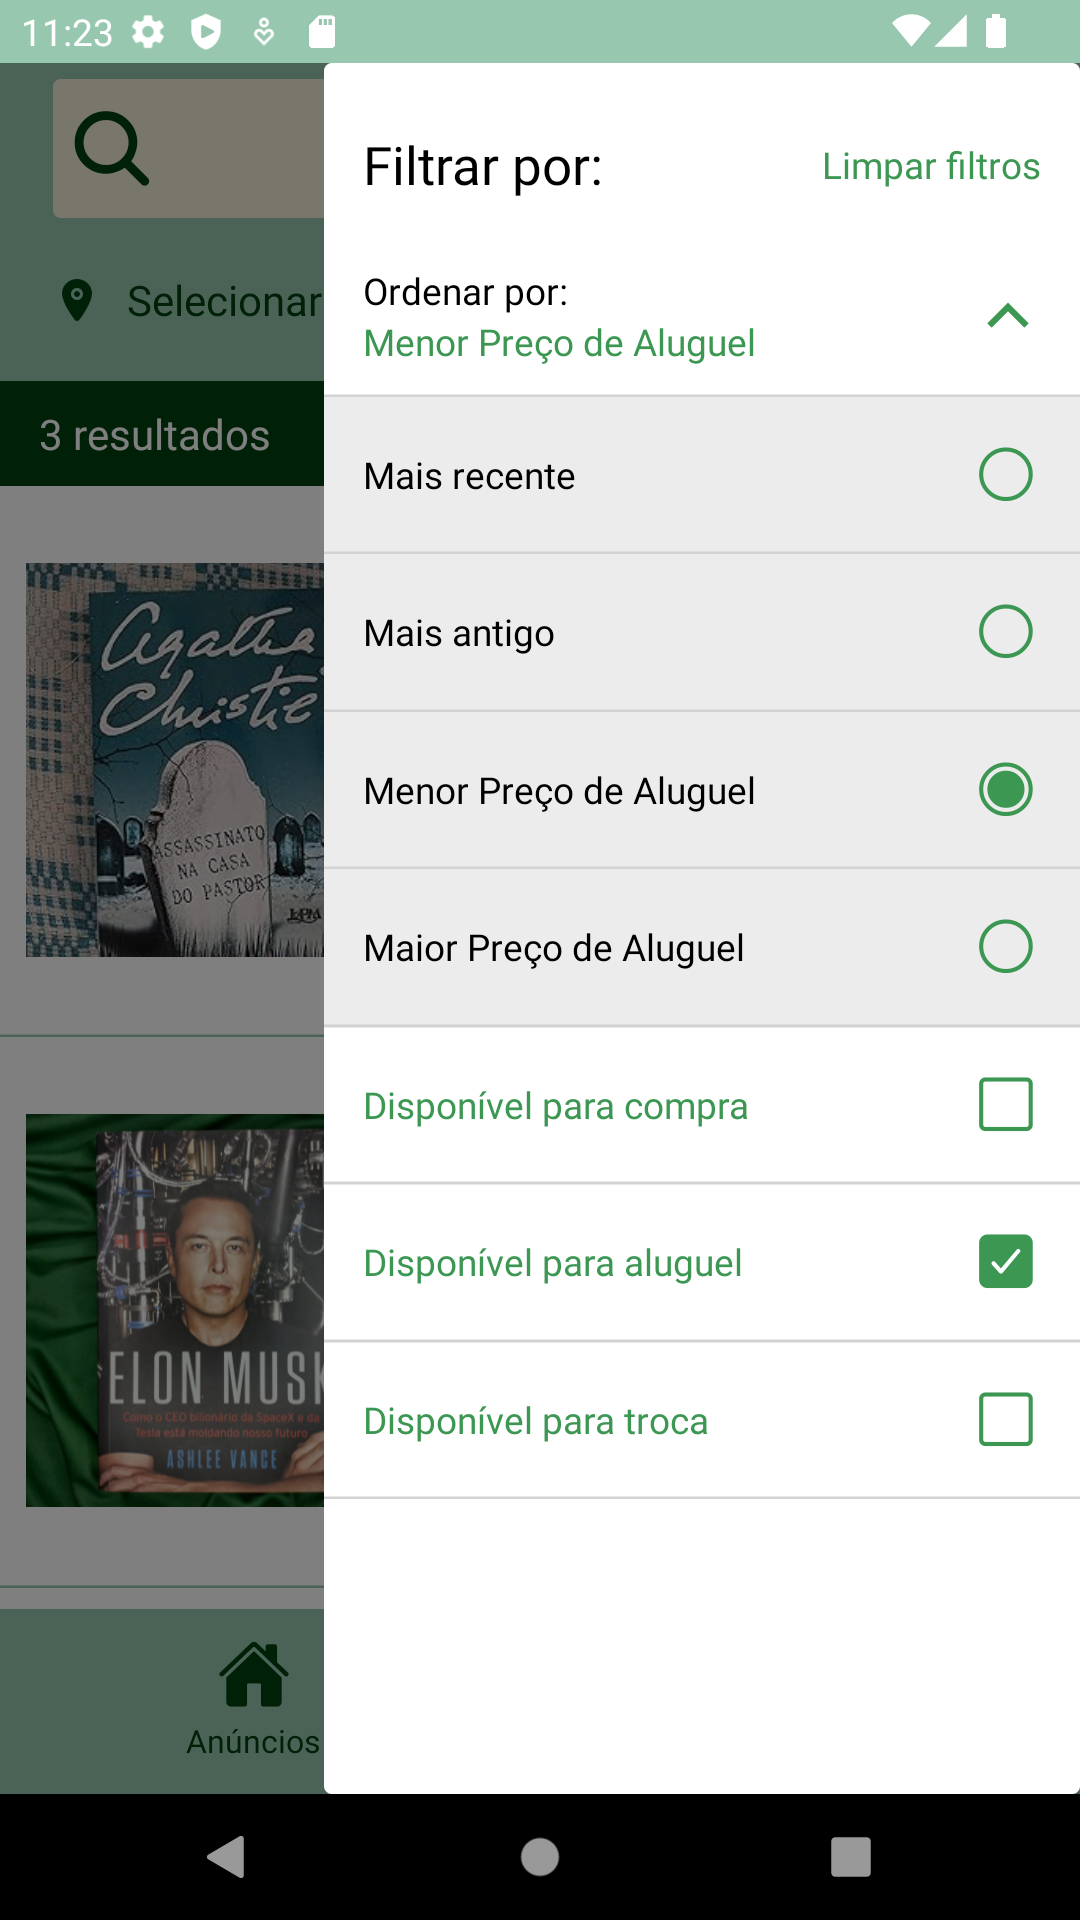 11:23
Filtrar por:
Limpar filtros
Selecionar
Ordenar por:
Menor Preço de Aluguel
3 resultados
Mais recente
Mais antigo
Menor Preço de Aluguel
Maior Preço de Aluguel
Disponível para compra
Disponível para aluguel
Disponível para troca
Agatha
Christie
ASSASSINATO
NA CASA
DO PASTOR
L&PM
ELON MUSK
Como o CEO bilionário da SpaceX e da
Tesla está moldando nosso futuro
ASHLEE VANCE
Anúncios